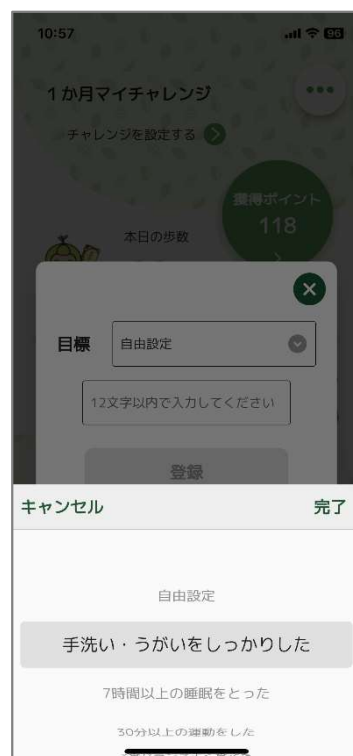 10:57
96
1か月マイチャレンジ
チャレンジを設定する
獲得ポイント
118
本日の歩数
目標
自由設定
12文字以内で入力してください
登録
キャンセル
完了
自由設定
手洗い・うがいをしっかりした
7時間以上の睡眠をとった
30分以上の運動をした